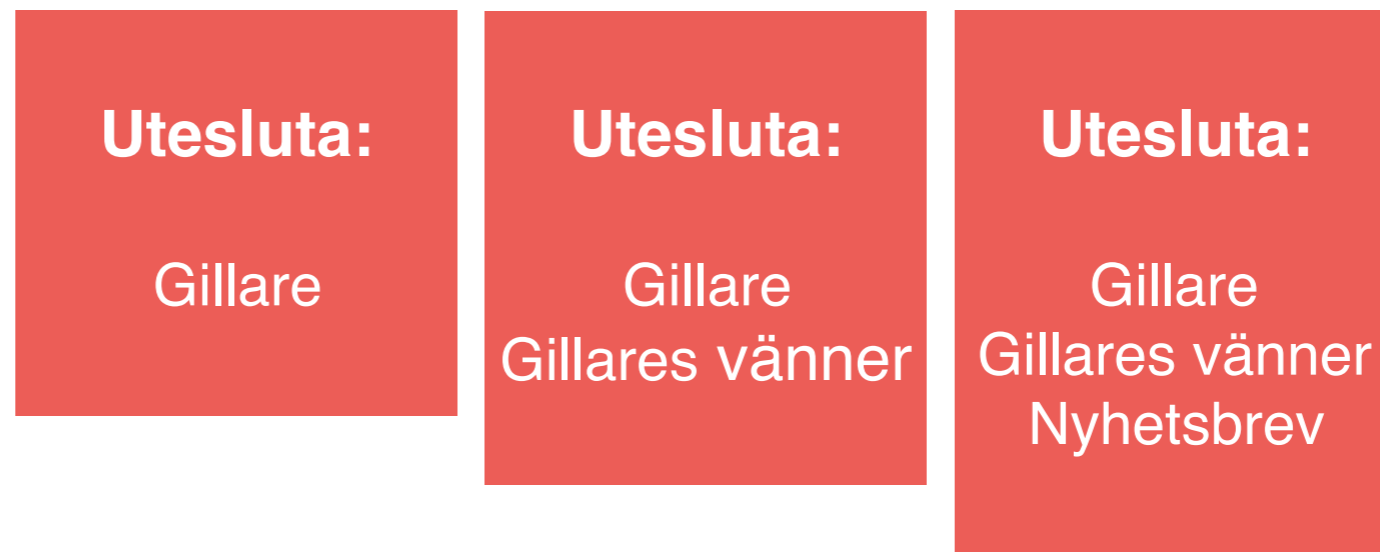 Utesluta:
Gillare
Utesluta:
Gillare
Gillares vänner
Utesluta:
Gillare
Gillares vänner
Nyhetsbrev